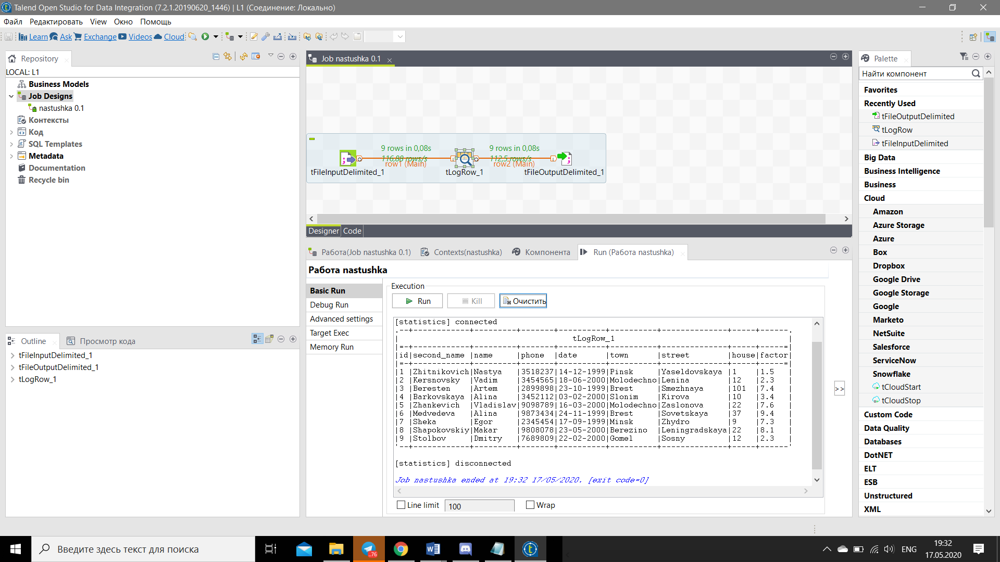 Talend Open Studio for Data Integration (7.2.1.20190620_1446) | L1 (Соединение: Локально)
Файл Редактировать View Окно Помощь
Learn Ask Exchange Videos Cloud
Repository
LOCAL: L1
Business Models
Job Designs
nastushka 0.1
Контексты
Код
SQL Templates
Metadata
Documentation
Recycle bin
Outline Просмотр кода
tFileInputDelimited_1
tFileOutputDelimited_1
tLogRow_1
Job nastushka 0.1
9 rows in 0,08s 9 rows in 0,08s
116,88 rows/s 112,5 rows/s
row1 (Main) row2 (Main)
tFileInputDelimited_1 tLogRow_1 tFileOutputDelimited_1
Designer Code
Работа(Job nastushka 0.1) Contexts(nastushka) Компонента Run (Работа nastushka)
Работа nastushka
Basic Run
Debug Run
Advanced settings
Target Exec
Memory Run
Execution
Run Kill Очистить
[statistics] connected
.--+------------+---------+-------+----------+----------+--------------+-----+------.
| tLogRow_1 |
|=-+------------+---------+-------+----------+----------+--------------+-----+-----=|
|id|second_name |name |phone |date |town |street |house|factor|
|=-+------------+---------+-------+----------+----------+--------------+-----+-----=|
|1 |Zhitnikovich|Nastya |3518237|14-12-1999|Pinsk |Yaseldovskaya |1 |1.5 |
|2 |Kersnovsky |Vadim |3454565|18-06-2000|Molodechno|Lenina |12 |2.3 |
|3 |Beresten |Artem |2899898|23-10-1999|Brest |Smezhnaya |101 |7.4 |
|4 |Barkovskaya |Alina |3452112|03-02-2000|Slonim |Kirova |10 |3.4 |
|5 |Zhankevich |Vladislav|9098789|16-03-2000|Molodechno|Zaslonova |22 |7.6 |
|6 |Medvedeva |Alina |9873434|24-11-1999|Brest |Sovetskaya |37 |9.4 |
|7 |Sheka |Egor |2345454|17-09-1999|Minsk |Zhydro |9 |7.3 |
|8 |Shapokovskiy|Makar |9808078|23-05-2000|Berezino |Leningradskaya|22 |8.1 |
|9 |Stolbov |Dmitry |7689809|22-02-2000|Gomel |Sosny |12 |2.3 |
'--+------------+---------+-------+----------+----------+--------------+-----+------'
[statistics] disconnected
Job nastushka ended at 19:32 17/05/2020. [exit code=0]
Line limit 100 Wrap
>>
Palette
Найти компонент
Favorites
Recently Used
tFileOutputDelimited
tLogRow
tFileInputDelimited
Big Data
Business Intelligence
Business
Cloud
Amazon
Azure Storage
Azure
Box
Dropbox
Google Drive
Google Storage
Google
Marketo
NetSuite
Salesforce
ServiceNow
Snowflake
tCloudStart
tCloudStop
Custom Code
Data Quality
Databases
DotNET
ELT
ESB
Unstructured
XML
Введите здесь текст для поиска
..76
ENG
19:32
17.05.2020